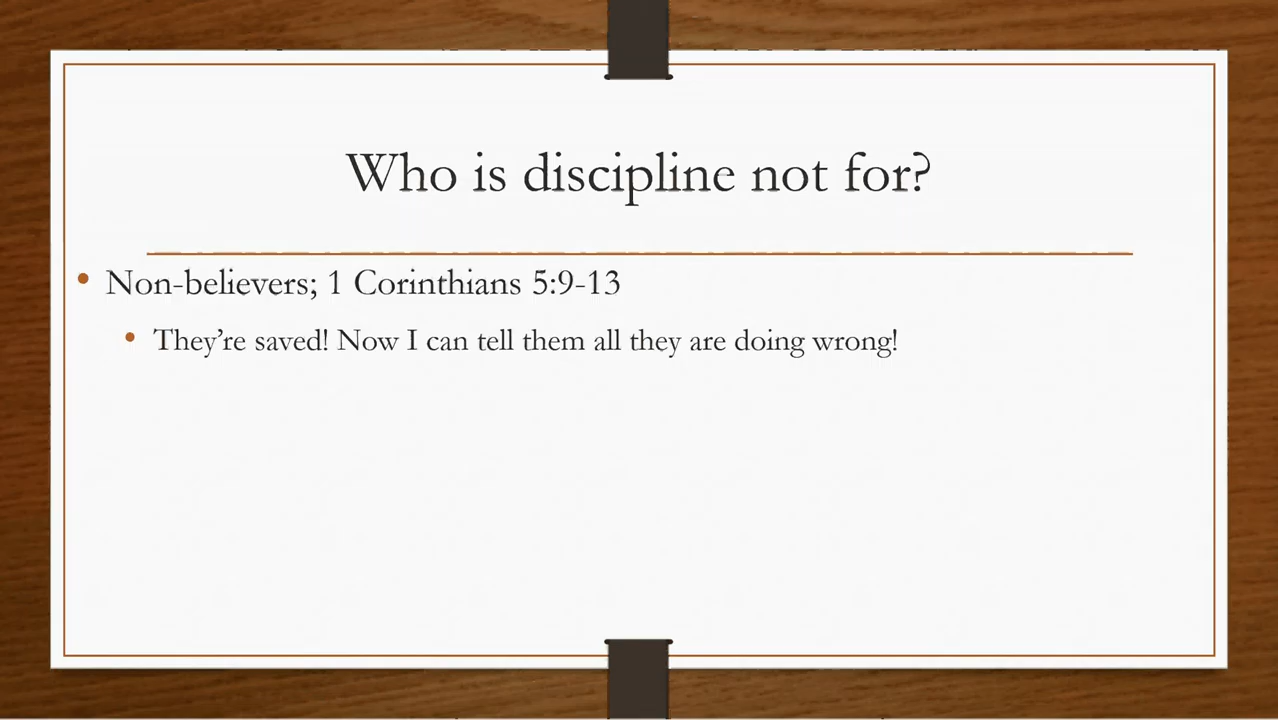 Who is discipline not for?
• Non-believers; 1 Corinthians 5:9-13
• They’re saved! Now I can tell them all they are doing wrong!